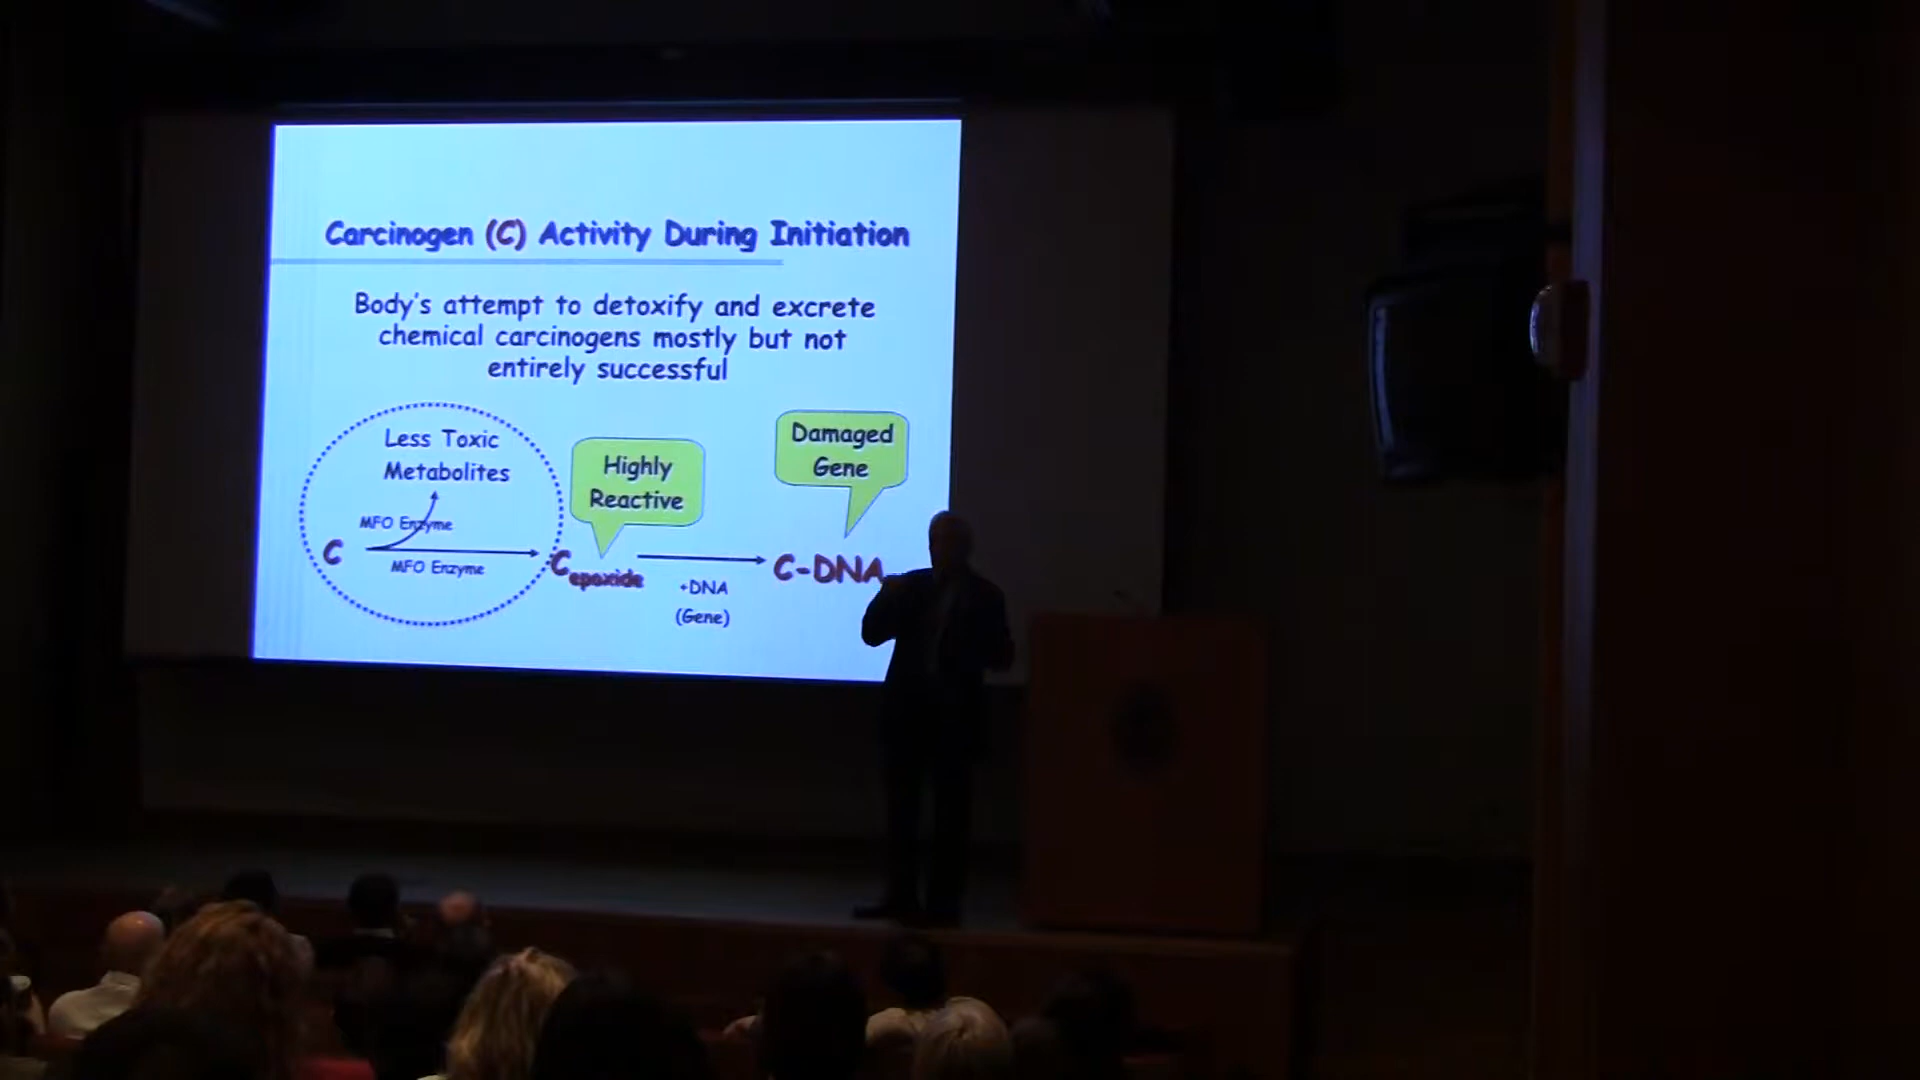 Carcinogen (C) Activity During Initiation
Body's attempt to detoxify and excrete
chemical carcinogens mostly but not
entirely successful
Less Toxic
Metabolites
MFO Enzyme
C
MFO Enzyme
Highly
Reactive
C epoxide
+DNA
(Gene)
Damaged
Gene
C-DNA